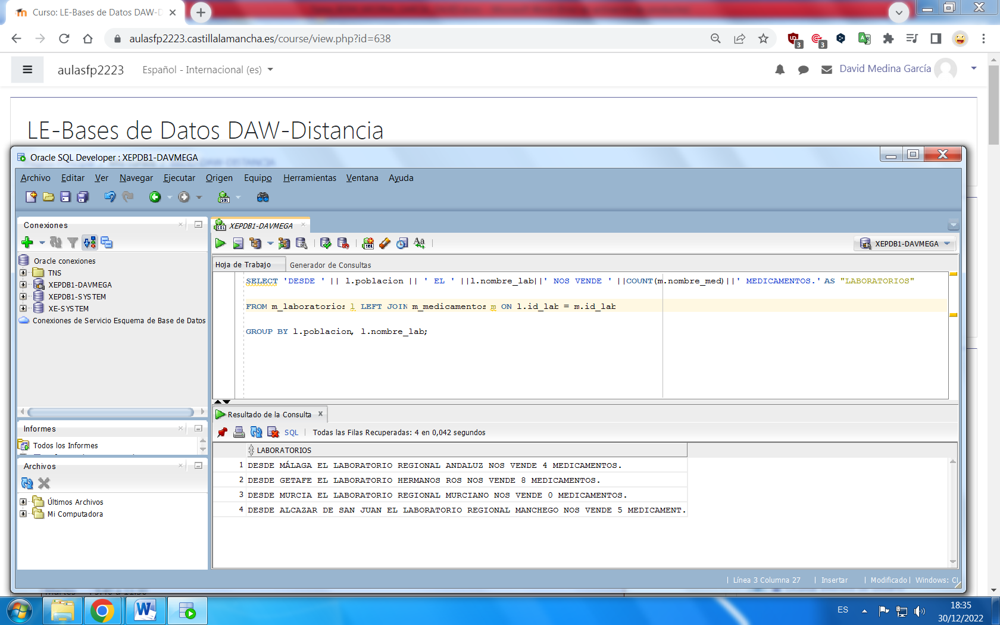 Curso: LE-Bases de Datos DAW-D
aulasfp2223.castillalamancha.es/course/view.php?id=638
3
3
aulasfp2223
Español - Internacional (es)
David Medina García
LE-Bases de Datos DAW-Distancia
Oracle SQL Developer : XEPDB1-DAVMEGA
Archivo Editar Ver Navegar Ejecutar Origen Equipo Herramientas Ventana Ayuda
Conexiones
Oracle conexiones
TNS
XEPDB1-DAVMEGA
XEPDB1-SYSTEM
XE-SYSTEM
Conexiones de Servicio Esquema de Base de Datos
Informes
Todos los Informes
Archivos
Últimos Archivos
Mi Computadora
XEPDB1-DAVMEGA
XEPDB1-DAVMEGA
Hoja de Trabajo Generador de Consultas
SELECT 'DESDE ' || l.poblacion || ' EL ' ||l.nombre_lab||' NOS VENDE ' ||COUNT(m.nombre_med)||' MEDICAMENTOS.' AS "LABORATORIOS"
FROM m_laboratorios l LEFT JOIN m_medicamentos m ON l.id_lab = m.id_lab
GROUP BY l.poblacion, l.nombre_lab;
Resultado de la Consulta x
SQL | Todas las Filas Recuperadas: 4 en 0,042 segundos
LABORATORIOS
1 DESDE MÁLAGA EL LABORATORIO REGIONAL ANDALUZ NOS VENDE 4 MEDICAMENTOS.
2 DESDE GETAFE EL LABORATORIO HERMANOS ROS NOS VENDE 8 MEDICAMENTOS.
3 DESDE MURCIA EL LABORATORIO REGIONAL MURCIANO NOS VENDE 0 MEDICAMENTOS.
4 DESDE ALCAZAR DE SAN JUAN EL LABORATORIO REGIONAL MANCHEGO NOS VENDE 5 MEDICAMENT.
| Línea 3 Columna 27 | Insertar | Modificado | Windows: CL
ES
18:35
30/12/2022